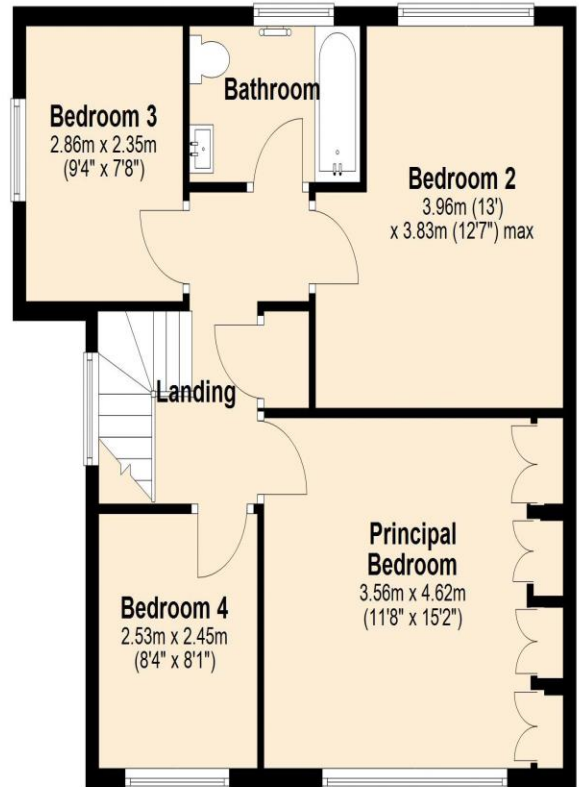 Bedroom 3
2.86m x 2.35m
(9'4" x 7'8")
Bathroom
Bedroom 2
3.96m (13')
x 3.83m (12'7") max
Landing
Principal
Bedroom
3.56m x 4.62m
(11'8" x 15'2")
Bedroom 4
2.53m x 2.45m
(8'4" x 8'1")